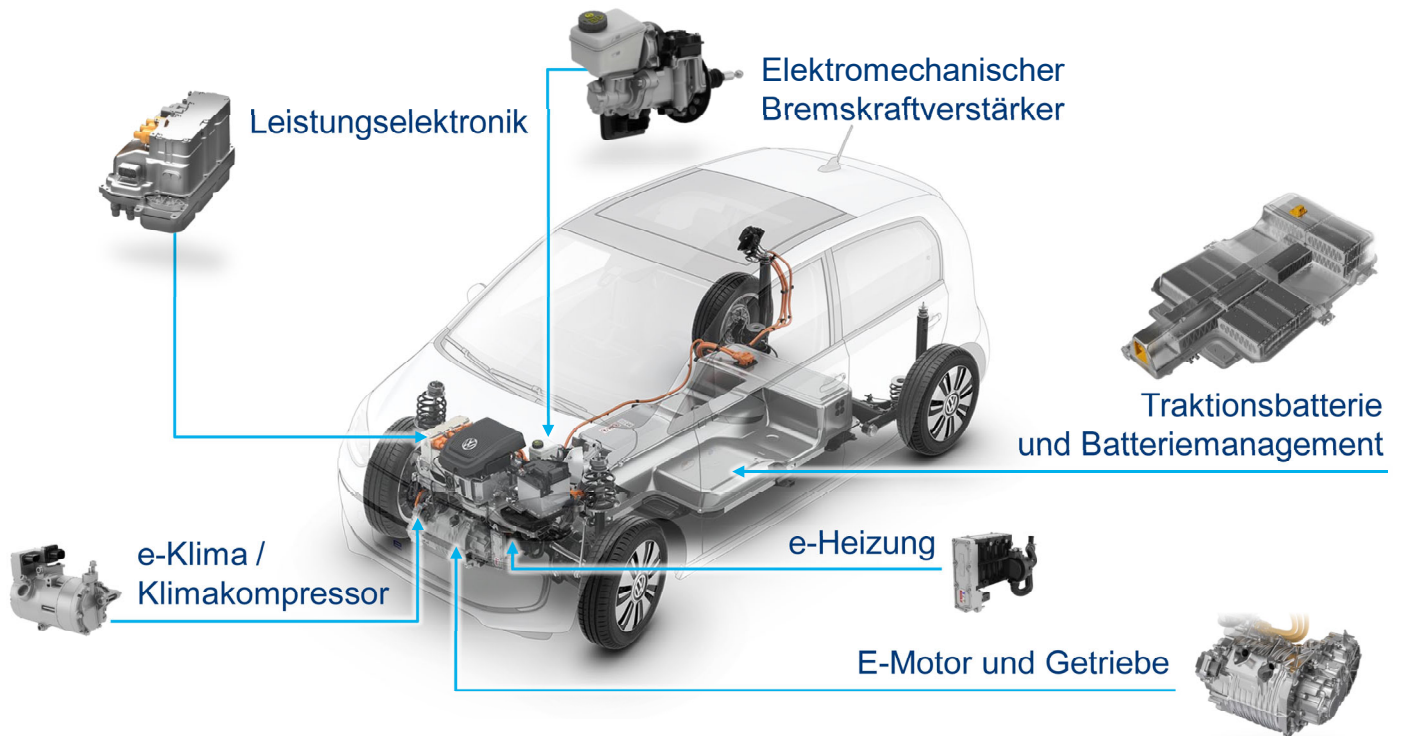 Elektromechanischer
Bremskraftverstärker
Leistungselektronik
Traktionsbatterie
und Batteriemanagement
e-Heizung
e-Klima /
Klimakompressor
E-Motor und Getriebe